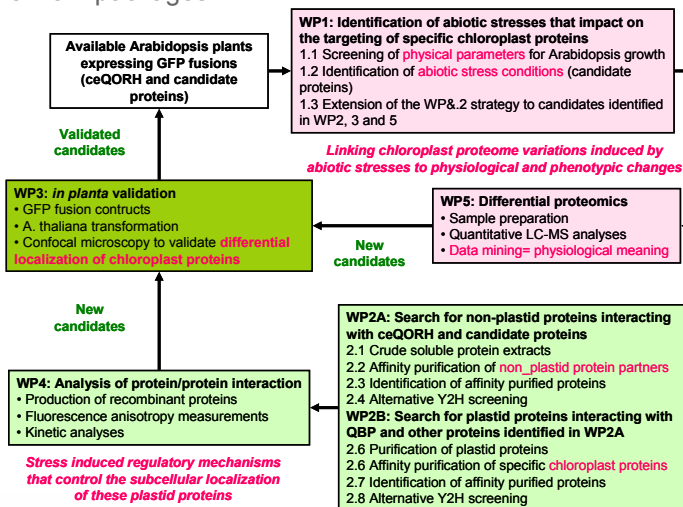 Available Arabidopsis plants
expressing GFP fusions
(ceQORH and candidate
proteins)
WP1: Identification of abiotic stresses that impact on
the targeting of specific chloroplast proteins
1.1 Screening of physical parameters for Arabidopsis growth
1.2 Identification of abiotic stress conditions (candidate
proteins)
1.3 Extension of the WP&.2 strategy to candidates identified
in WP2, 3 and 5
Validated
candidates
Linking chloroplast proteome variations induced by
abiotic stresses to physiological and phenotypic changes
WP3: in planta validation
• GFP fusion contructs
• A. thaliana transformation
• Confocal microscopy to validate differential
localization of chloroplast proteins
WP5: Differential proteomics
• Sample preparation
• Quantitative LC-MS analyses
• Data mining= physiological meaning
New
candidates
New
candidates
WP2A: Search for non-plastid proteins interacting
with ceQORH and candidate proteins
2.1 Crude soluble protein extracts
2.2 Affinity purification of non_plastid protein partners
2.3 Identification of affinity purified proteins
2.4 Alternative Y2H screening
WP2B: Search for plastid proteins interacting with
QBP and other proteins identified in WP2A
2.6 Purification of plastid proteins
2.6 Affinity purification of specific chloroplast proteins
2.7 Identification of affinity purified proteins
2.8 Alternative Y2H screening
WP4: Analysis of protein/protein interaction
• Production of recombinant proteins
• Fluorescence anisotropy measurements
• Kinetic analyses
Stress induced regulatory mechanisms
that control the subcellular localization
of these plastid proteins